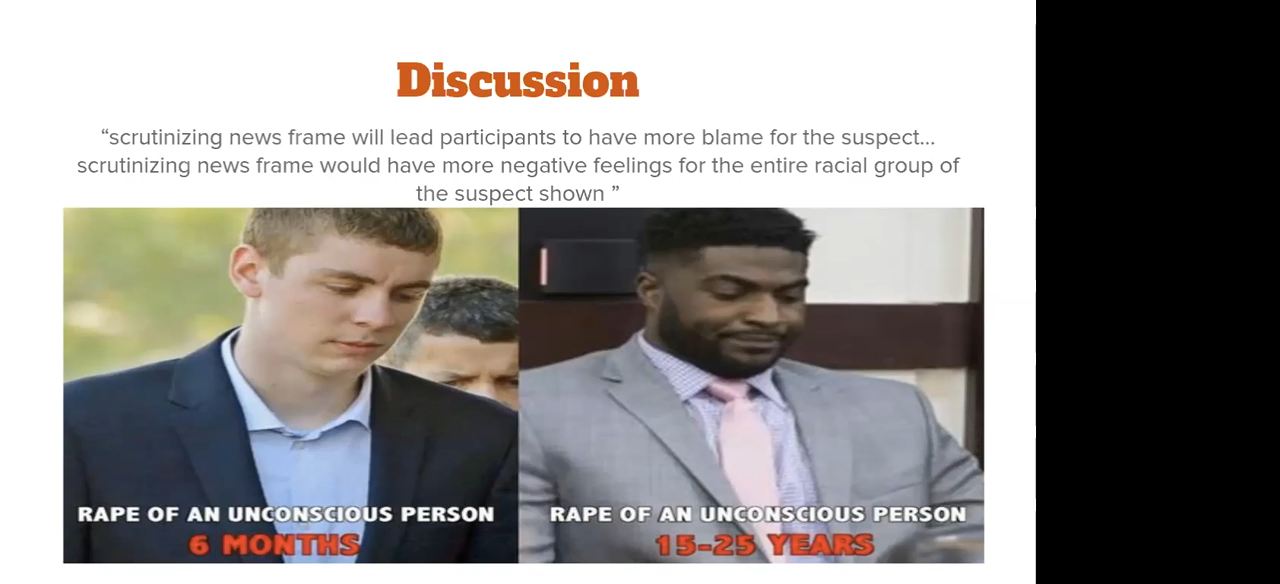 Discussion
“scrutinizing news frame will lead participants to have more blame for the suspect...
scrutinizing news frame would have more negative feelings for the entire racial group of
the suspect shown ”
RAPE OF AN UNCONSCIOUS PERSON
6 MONTHS
RAPE OF AN UNCONSCIOUS PERSON
15-25 YEARS